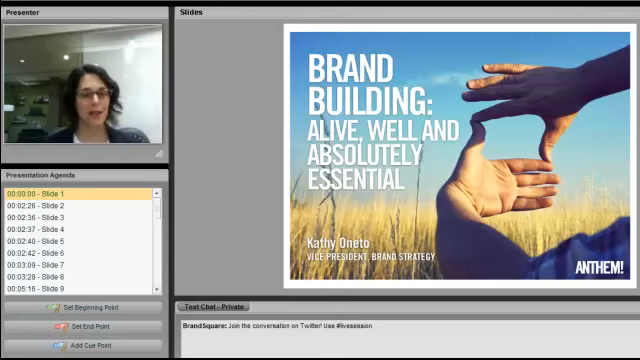 Presenter
Presentation Agenda
00:00:00 - Slide 1
00:02:26 - Slide 2
00:02:36 - Slide 3
00:02:37 - Slide 4
00:02:40 - Slide 5
00:02:42 - Slide 6
00:03:09 - Slide 7
00:03:28 - Slide 8
00:05:16 - Slide 9
Set Beginning Point
Set End Point
Add Cue Point
Slides
BRAND
BUILDING:
ALIVE, WELL AND
ABSOLUTELY
ESSENTIAL
Kathy Oneto
VICE PRESIDENT, BRAND STRATEGY
ANTHEM!
Text Chat - Private
BrandSquare: Join the conversation on Twitter! Use #livesession